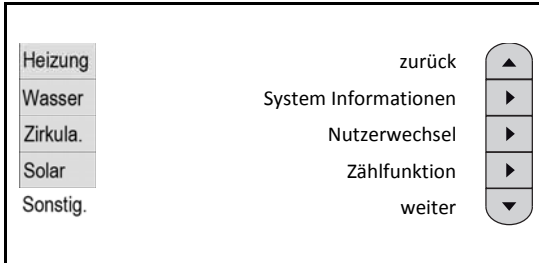 Heizung
Wasser
Zirkula.
Solar
Sonstig.
zurück
System Informationen
Nutzerwechsel
Zählfunktion
weiter